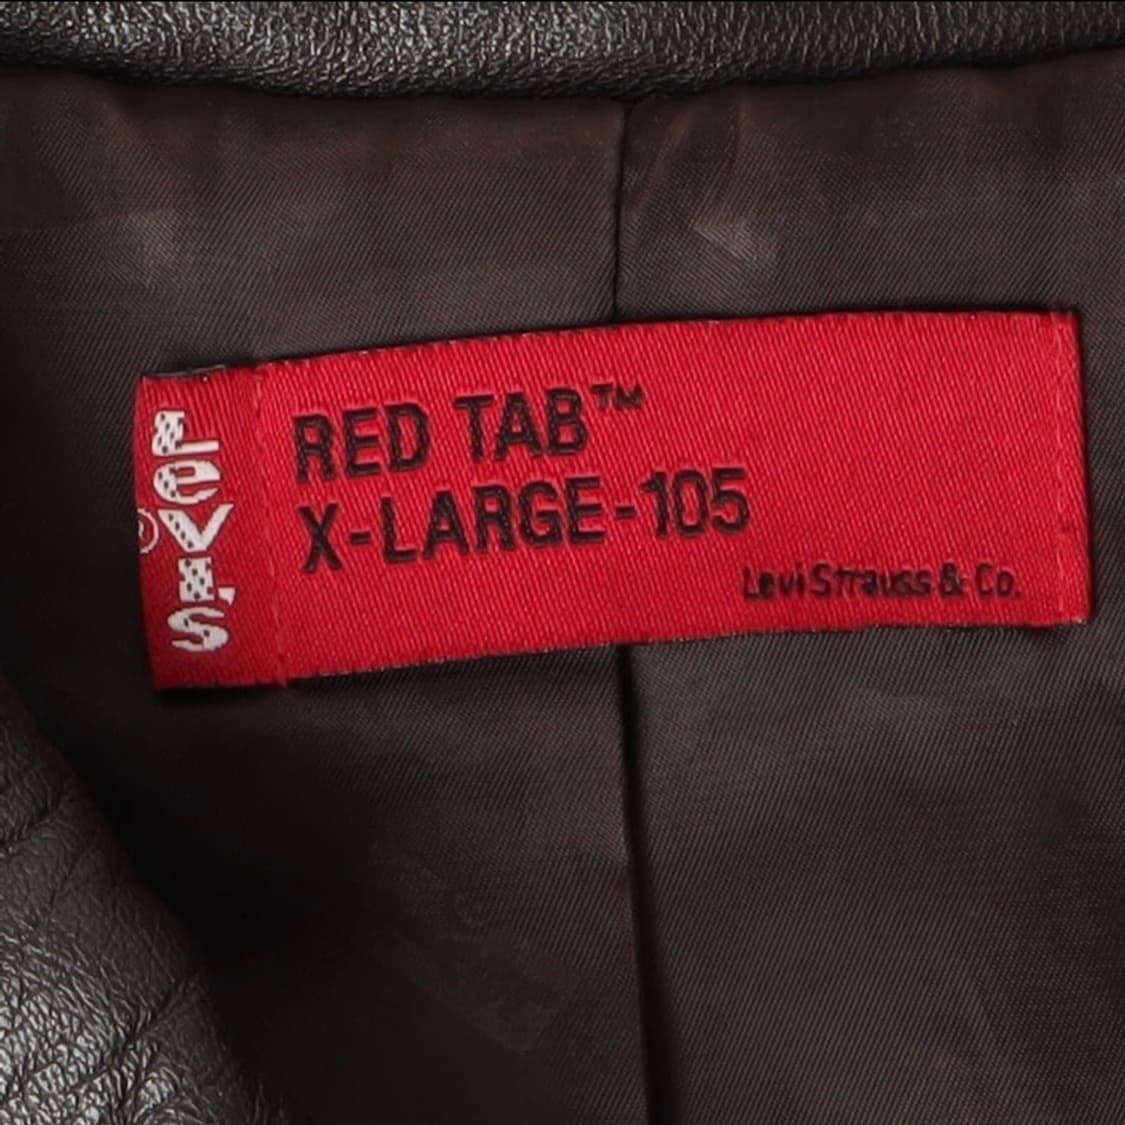 LeVI'S
RED TAB™
X-LARGE-105
Levi Strauss & Co.